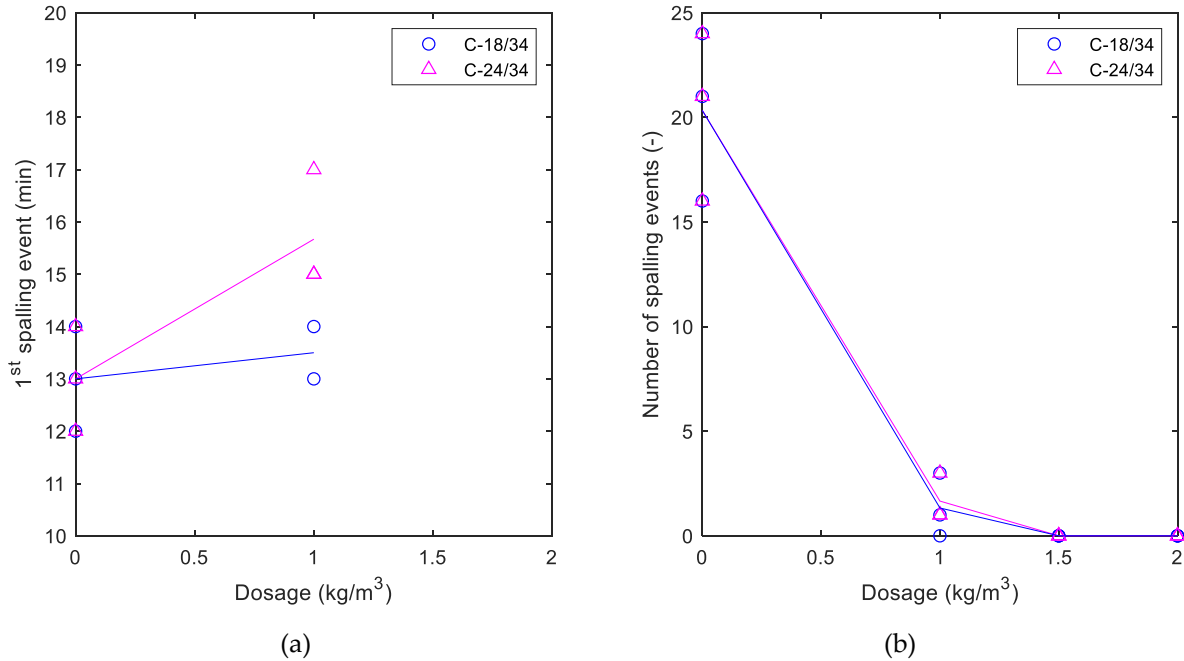 20
19
18
17
16
15
14
13
12
11
10
0
0.5
1
1.5
2
1st spalling event (min)
Dosage (kg/m3)
C-18/34
C-24/34
(a)
25
20
15
10
5
0
0
0.5
1
1.5
2
Number of spalling events (-)
Dosage (kg/m3)
C-18/34
C-24/34
(b)